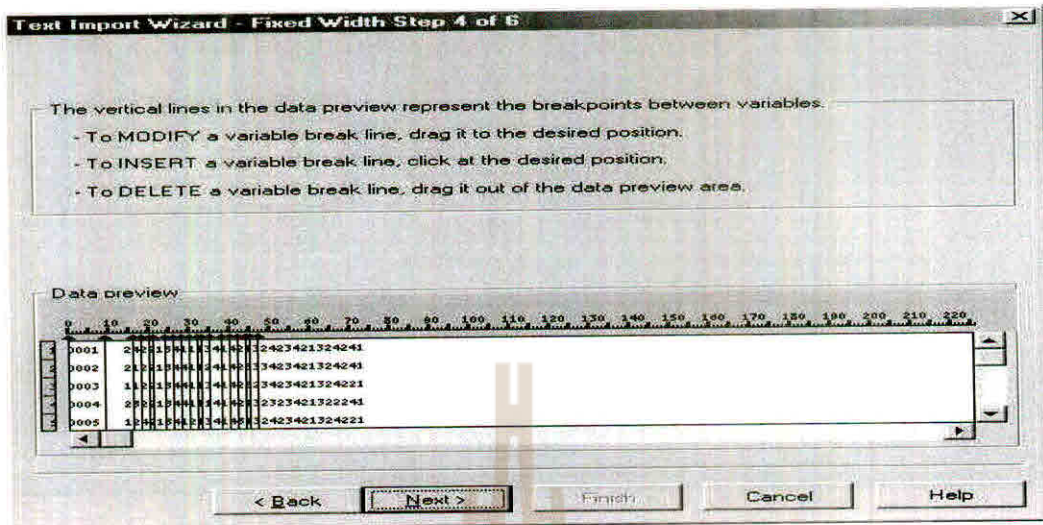 Text Import Wizard - Fixed Width Step 4 of 6
The vertical lines in the data preview represent the breakpoints between variables.
- To MODIFY a variable break line, drag it to the desired position.
- To INSERT a variable break line, click at the desired position.
- To DELETE a variable break line, drag it out of the data preview area.
Data preview
0 10 20 30 40 50 60 70 80 90 100 110 120 130 140 150 160 170 180 190 200 210 220
0001
0002
0003
0004
0005
< Back Next > Finish Cancel Help